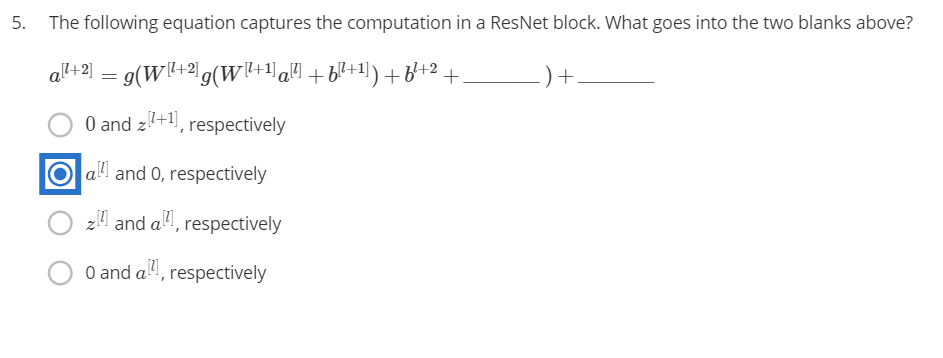 5. The following equation captures the computation in a ResNet block. What goes into the two blanks above?
a^{[l+2]} = g(W^{[l+2]}g(W^{[l+1]}a^{[l]} + b^{[l+1]}) + b^{l+2} + _______ ) + _______
0 and z^{[l+1]}, respectively
a^{[l]} and 0, respectively
z^{[l]} and a^{[l]}, respectively
0 and a^{[l]}, respectively